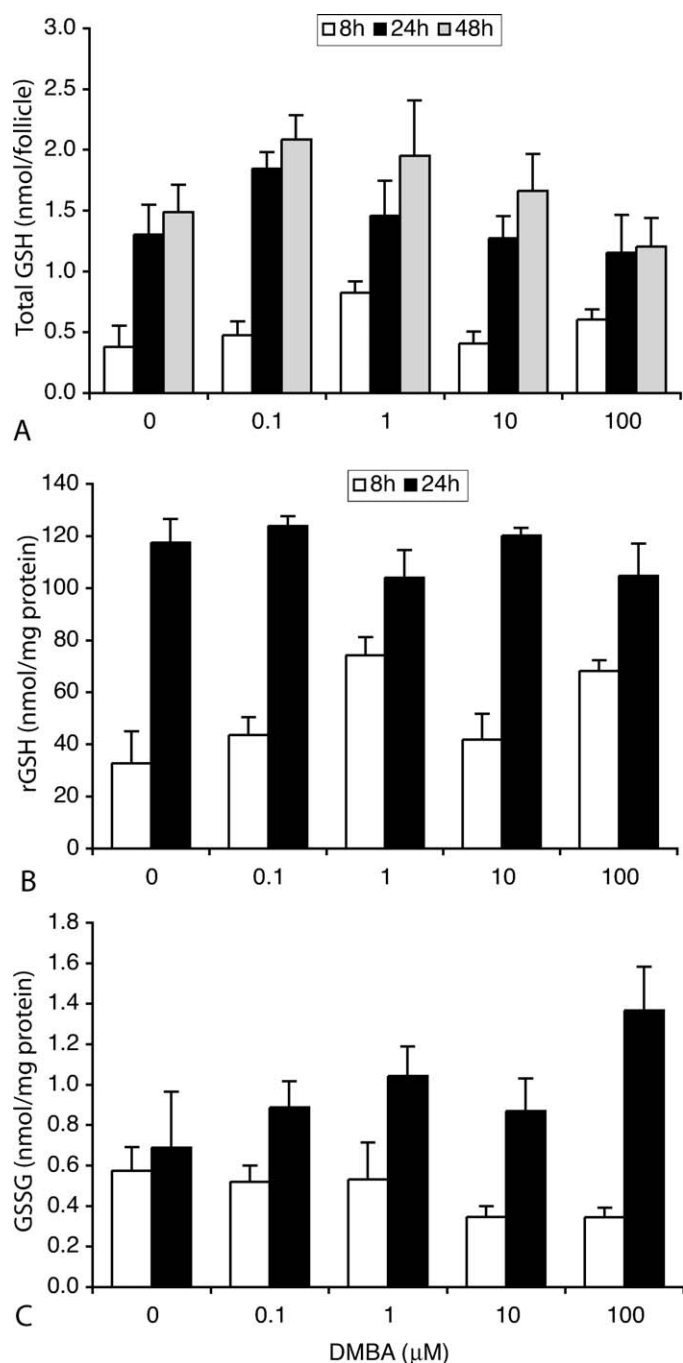 8h 24h 48h
3.0
2.5
2.0
1.5
1.0
0.5
0.0
Total GSH (nmol/follicle)
0 0.1 1 10 100
A
8h 24h
140
120
100
80
60
40
20
0
rGSH (nmol/mg protein)
0 0.1 1 10 100
B
1.8
1.6
1.4
1.2
1.0
0.8
0.6
0.4
0.2
0.0
GSSG (nmol/mg protein)
0 0.1 1 10 100
C
DMBA (μM)